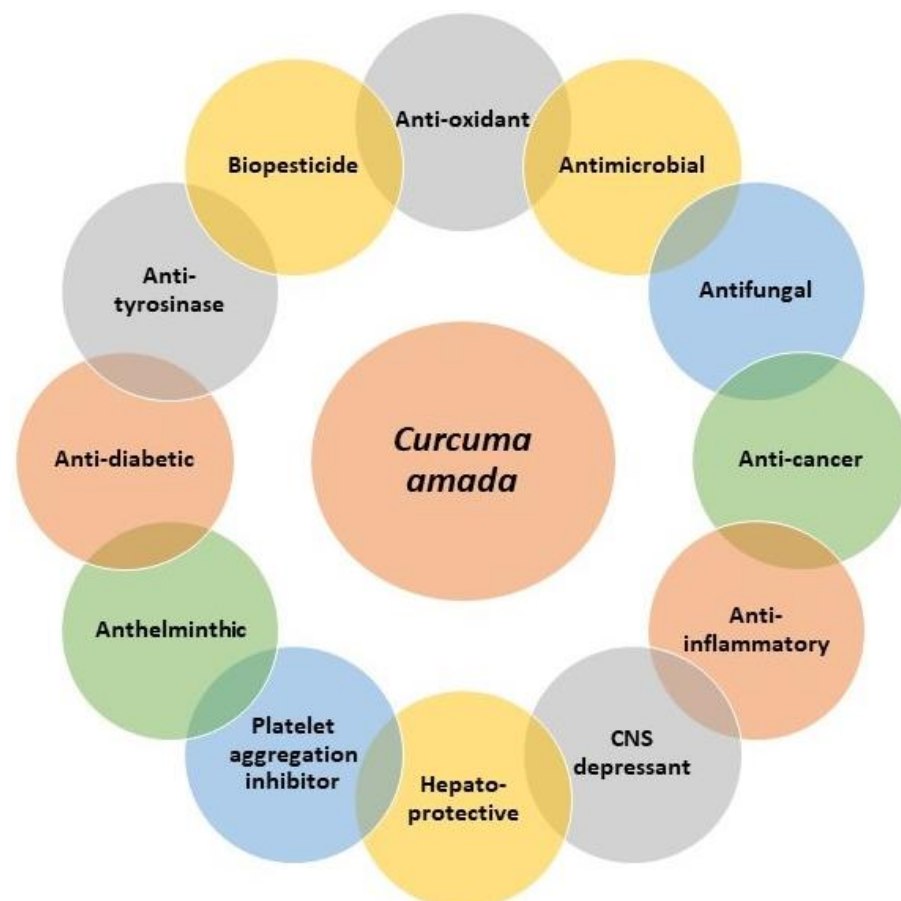 Anti-oxidant
Antimicrobial
Antifungal
Anti-cancer
Anti-
inflammatory
CNS
depressant
Hepato-
protective
Platelet
aggregation
inhibitor
Anthelminthic
Anti-diabetic
Anti-
tyrosinase
Biopesticide
Curcuma
amada